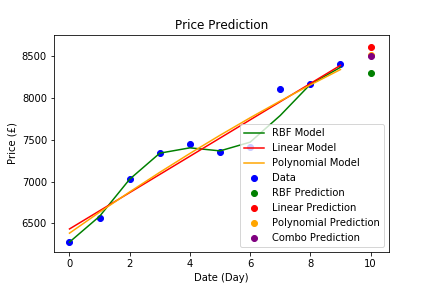 Price Prediction
Price (£)
8500
8000
7500
7000
6500
RBF Model
Linear Model
Polynomial Model
Data
RBF Prediction
Linear Prediction
Polynomial Prediction
Combo Prediction
0 2 4 6 8 10
Date (Day)